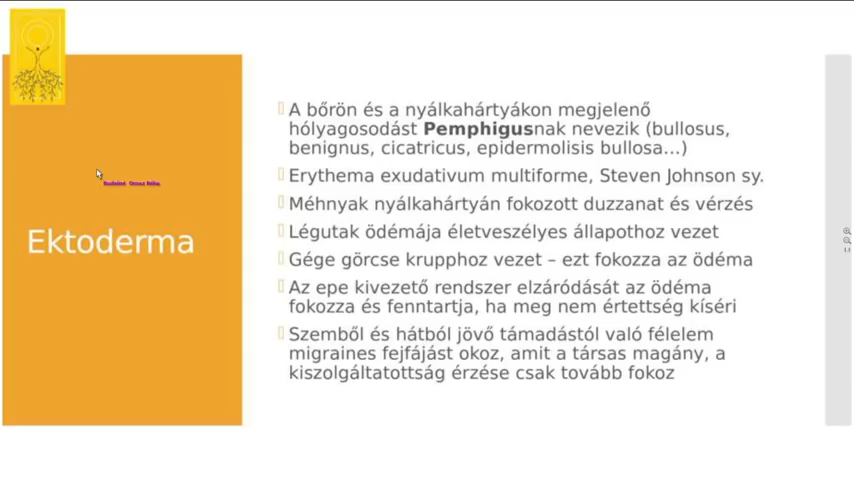 A bőrön és a nyálkahártyákon megjelenő
hólyagosodást Pemphigusnak nevezik (bullosus,
benignus, cicatricus, epidermolisis bullosa...)
Erythema exudativum multiforme, Steven Johnson sy.
Méhnyak nyálkahártyán fokozott duzzanat és vérzés
Légutak ödémája életveszélyes állapothoz vezet
Gége görcse krupphoz vezet – ezt fokozza az ödéma
Az epe kivezető rendszer elzáródását az ödéma
fokozza és fenntartja, ha meg nem értettség kíséri
Szemből és hátból jövő támadástól való félelem
migraines fejfájást okoz, amit a társas magány, a
kiszolgáltatottság érzése csak tovább fokoz
Ektoderma